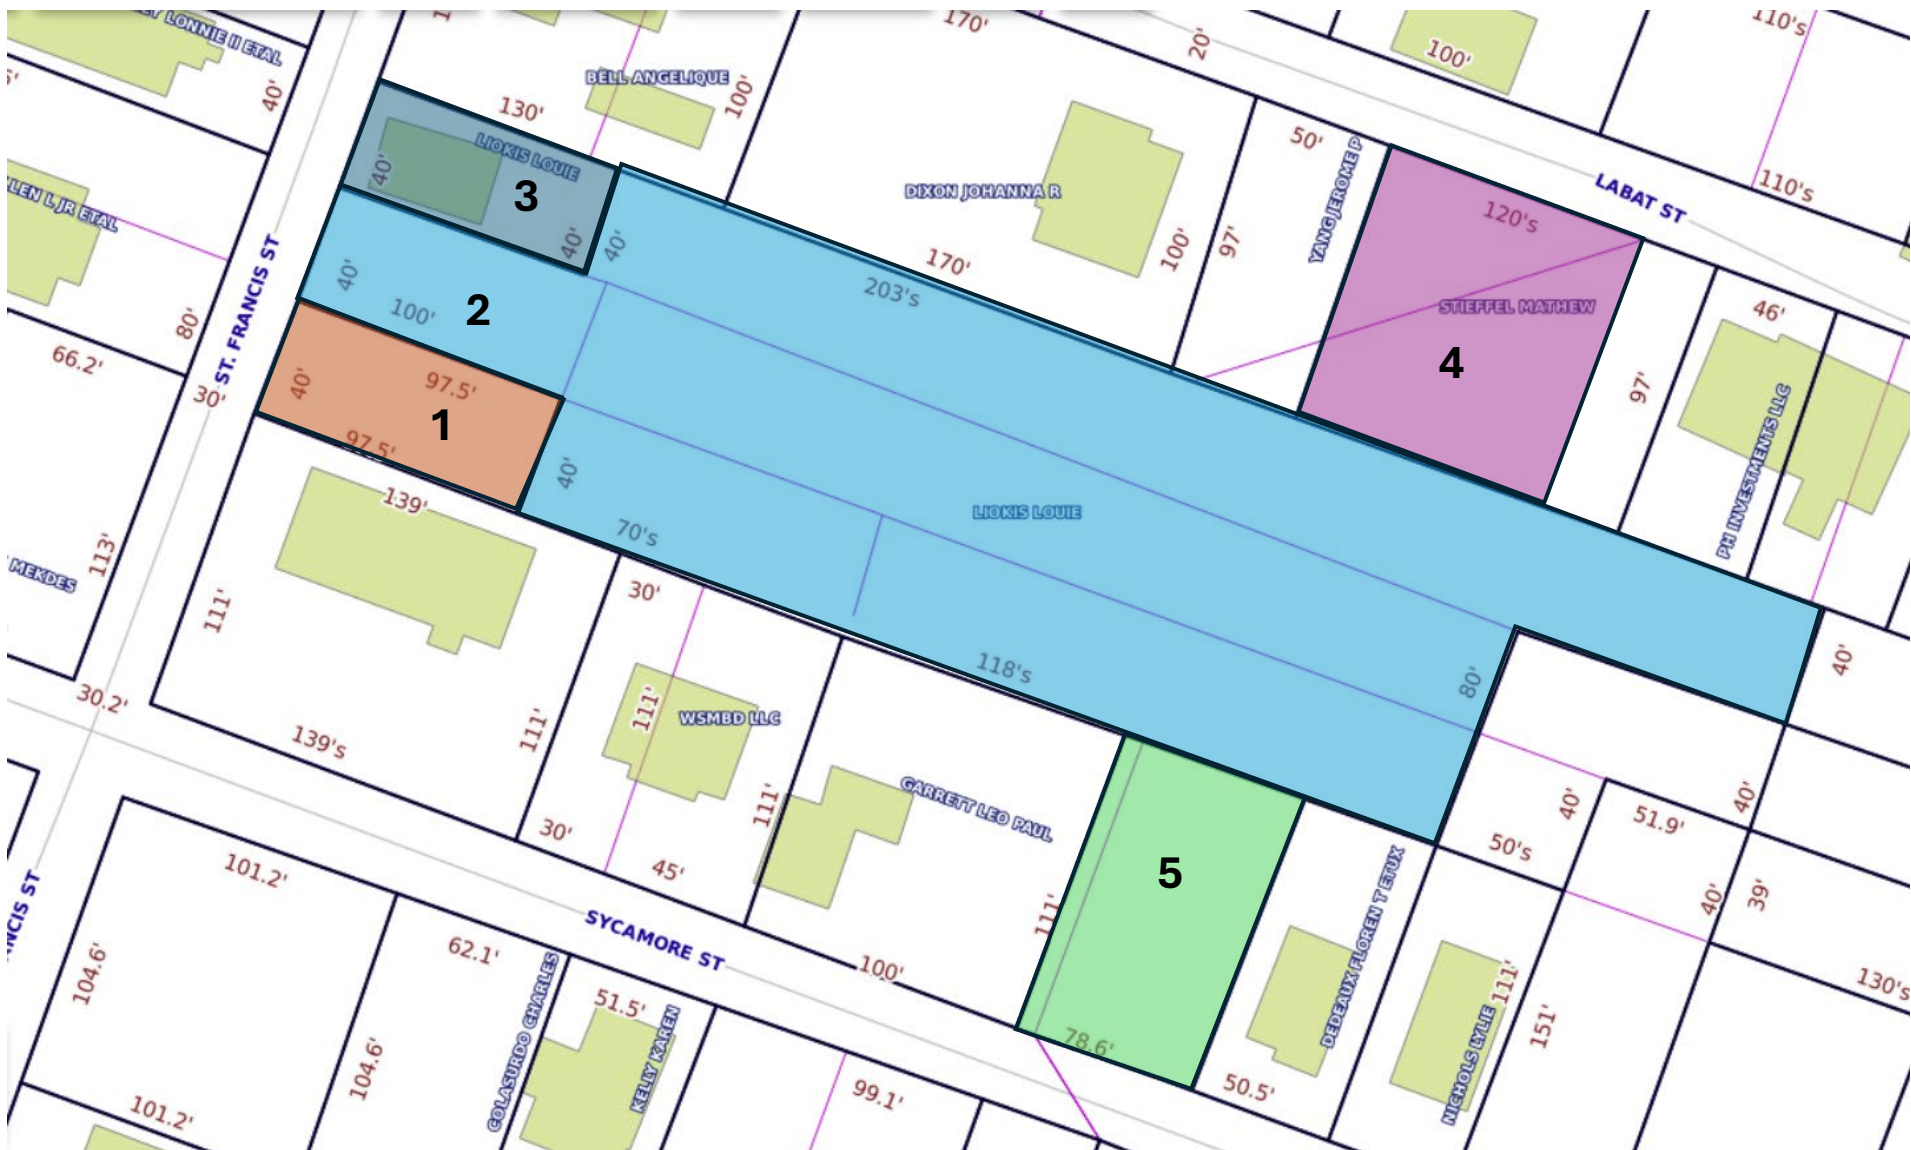 LONNIE II ETAL
40'
BELL ANGELIQUE
130'
100'
170'
20'
100'
110's
110's
LABAT ST
50'
YANG JEROME P
DIXON JOHANNA R
170'
100'
97'
120's
STIEFFEL MATHEW
4
97'
46'
PH INVESTMENTS LLC
LIOKIS LOUIE
40'
3
40'
40'
203's
LEN L JR ETAL
ST. FRANCIS ST
80'
66.2'
30'
40'
100'
2
40'
97.5'
1
97.5'
40'
70's
LIOKIS LOUIE
118's
80'
40'
139'
113'
MEKDES
111'
30.2'
139's
111'
30'
111'
WSMBD LLC
30'
45'
111'
GARRETT LEO PAUL
100'
111'
5
78.6'
50.5'
DEDEAUX FLOREN T ETUX
NICHOLS LYLIE
111'
151'
50's
40'
51.9'
40'
40'
39'
130's
SYCAMORE ST
NCIS ST
101.2'
104.6'
62.1'
COLASURDO CHARLES
51.5'
KELLY KAREN
104.6'
101.2'
99.1'